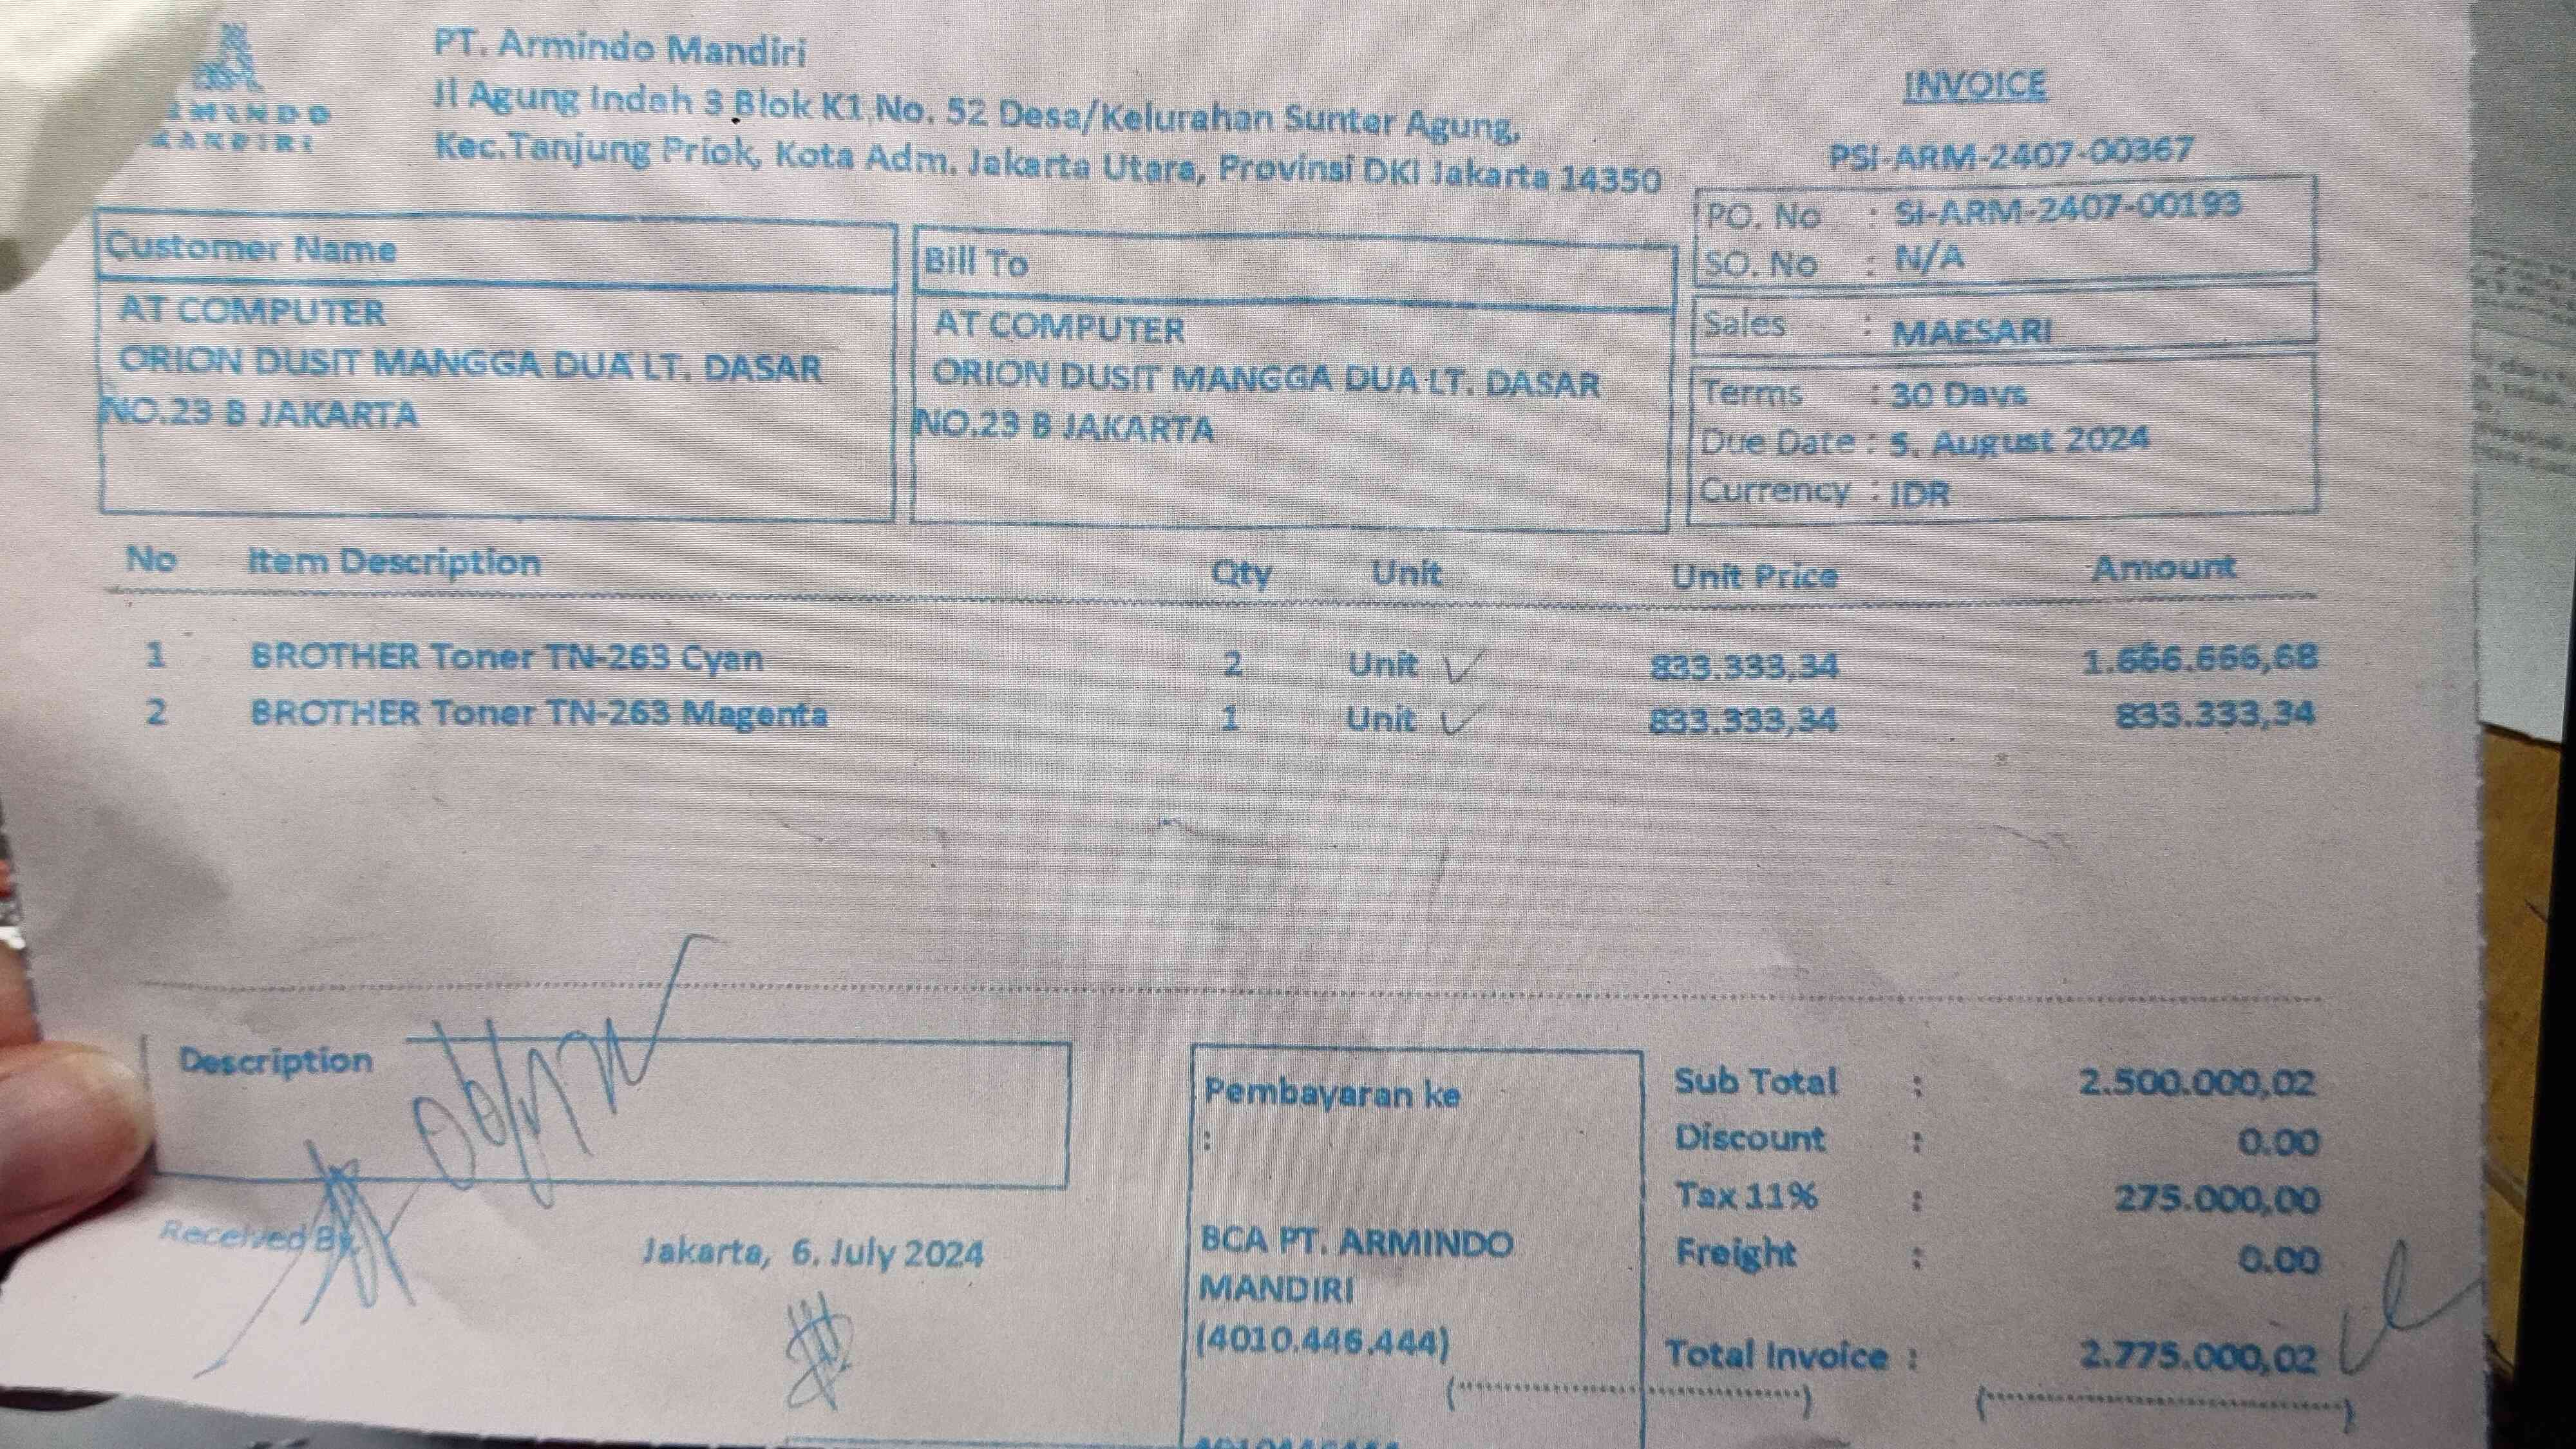 PT. Armindo Mandiri
Jl Agung Indah 3 Blok K1 No. 52 Desa/Kelurahan Sunter Agung,
Kec.Tanjung Priok, Kota Adm. Jakarta Utara, Provinsi DKI Jakarta 14350
MANDIRI
INVOICE
PSI-ARM-2407-00367
PO. No : SI-ARM-2407-00193
SO. No : N/A
Sales : MAESARI
Terms : 30 Days
Due Date : 5. August 2024
Currency : IDR
Customer Name
AT COMPUTER
ORION DUSIT MANGGA DUA LT. DASAR
NO.23 B JAKARTA
Bill To
AT COMPUTER
ORION DUSIT MANGGA DUA LT. DASAR
NO.23 B JAKARTA
No Item Description Qty Unit Unit Price Amount
1 BROTHER Toner TN-263 Cyan 2 Unit 833.333,34 1.666.666,68
2 BROTHER Toner TN-263 Magenta 1 Unit 833.333,34 833.333,34
Description
Received By,
Jakarta, 6. July 2024
Pembayaran ke
:
BCA PT. ARMINDO
MANDIRI
(4010.446.444)
Sub Total : 2.500.000,02
Discount : 0.00
Tax 11% : 275.000,00
Freight : 0.00
Total Invoice : 2.775.000,02